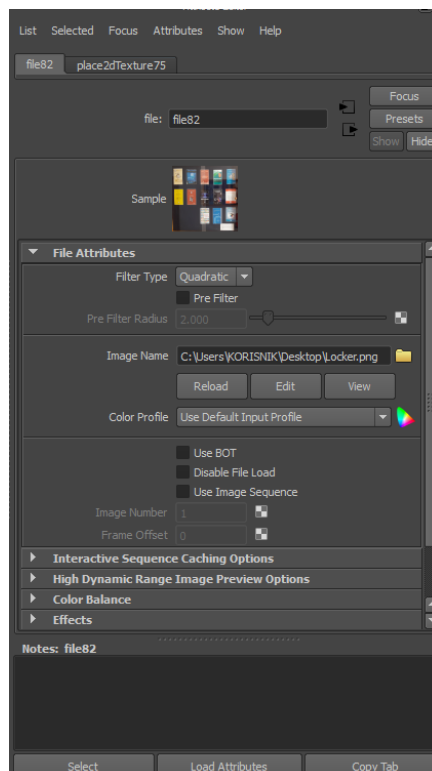 List Selected Focus Attributes Show Help
file82 place2dTexture75
Focus
file: file82 Presets
Show Hide
Sample
File Attributes
Filter Type Quadratic
Pre Filter
Pre Filter Radius 2.000
Image Name C:\Users\KORISNIK\Desktop\Locker.png
Reload Edit View
Color Profile Use Default Input Profile
Use BOT
Disable File Load
Use Image Sequence
Image Number 1
Frame Offset 0
Interactive Sequence Caching Options
High Dynamic Range Image Preview Options
Color Balance
Effects
Notes: file82
Select Load Attributes Copy Tab